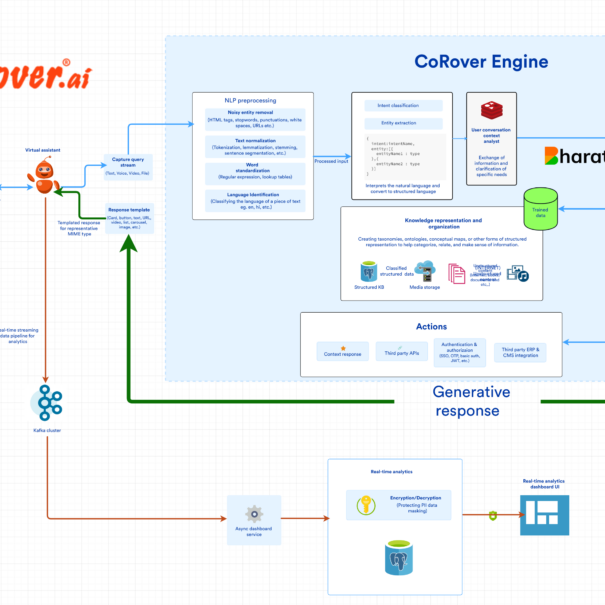 over.ai
CoRover Engine
NLP preprocessing
Noisy entity removal
(HTML tags, stopwords, punctuations, white
spaces, URLs etc.)
Text normalization
(Tokenization, lemmatization, stemming,
sentence segmentation, etc.)
Word
standardization
(Regular expression, lookup tables)
Language Identification
(Classifying the language of a piece of text
eg. en, hi, etc.)
Processed input
Intent classification
Entity extraction
{
intent:intentName,
entity:[{
entityName1 : type
},{
entityName2 : type
}]
}
Interprets the natural language and
convert to structured language
User conversation
context
analyst
Exchange of
information and
clarification of
specific needs
Bharat
Virtual assistant
Capture query
stream
(Text, Voice, Video, File)
Response template
(Card, button, text, URL,
video, list, carousel,
image, etc.)
Templated response
for representative
MIME type
Trained
data
Knowledge representation and
organization
Creating taxonomies, ontologies, conceptual maps, or other forms of structured
representation to help categorize, relate, and make sense of information.
Classified
structured data
Structured KB
Media storage
Actions
Context response
Third party APIs
Authentication &
authorization
(SSO, OTP, basic auth,
JWT, etc.)
Third party ERP &
CMS integration
eal-time streaming
data pipeline for
analytics
Generative
response
Kafka cluster
Real-time analytics
Encryption/Decryption
(Protecting PII data
masking)
Real-time analytics
dashboard UI
Async dashboard
service